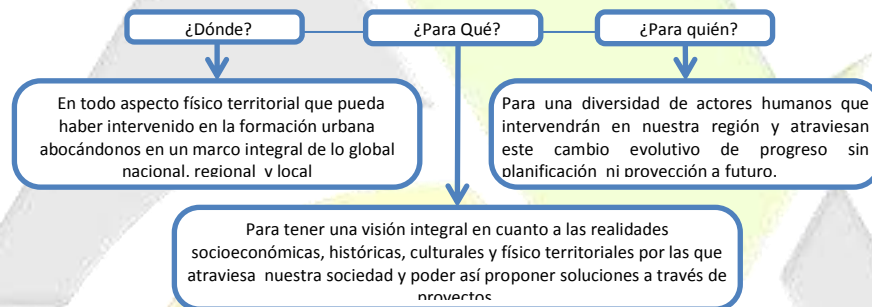 ¿Dónde?
¿Para Qué?
¿Para quién?
En todo aspecto físico territorial que pueda
haber intervenido en la formación urbana
abocándonos en un marco integral de lo global
nacional, regional y local
Para una diversidad de actores humanos que
intervendrán en nuestra región y atraviesan
este cambio evolutivo de progreso sin
planificación ni proyección a futuro.
Para tener una visión integral en cuanto a las realidades
socioeconómicas, históricas, culturales y físico territoriales por las que
atraviesa nuestra sociedad y poder así proponer soluciones a través de
proyectos